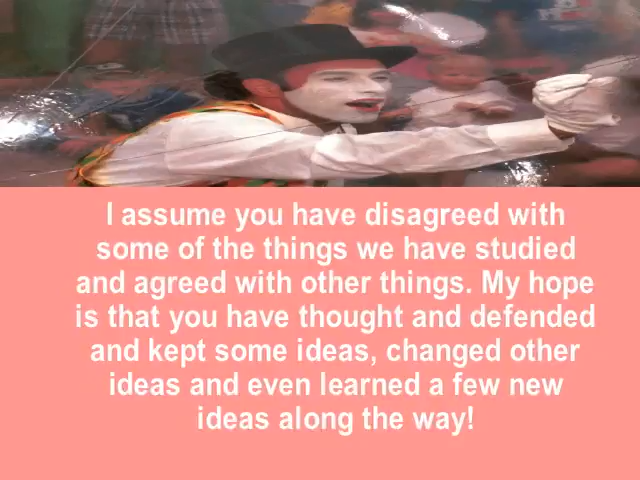 I assume you have disagreed with
some of the things we have studied
and agreed with other things. My hope
is that you have thought and defended
and kept some ideas, changed other
ideas and even learned a few new
ideas along the way!